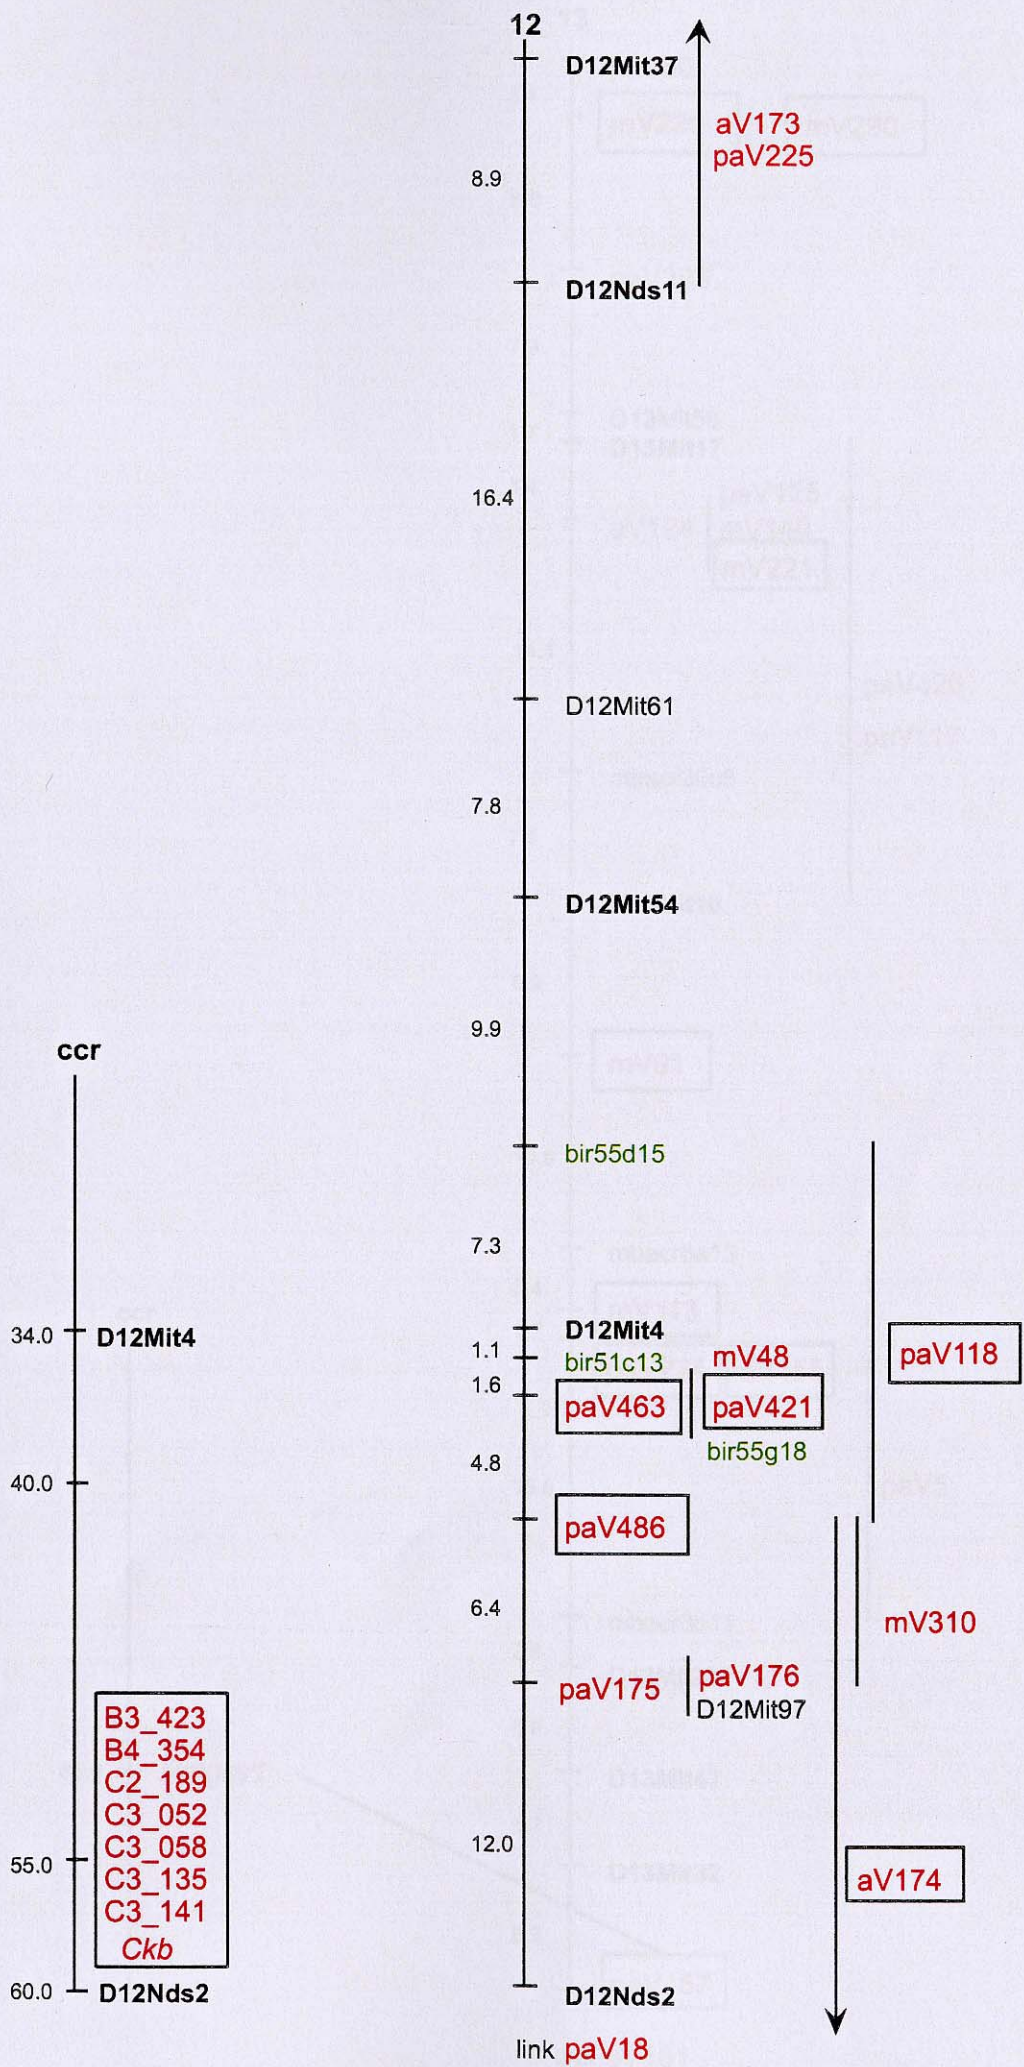 12
D12Mit37
aV173
paV225
8.9
D12Nds11
16.4
D12Mit61
7.8
D12Mit54
9.9
bir55d15
7.3
D12Mit4
1.1
bir51c13 mV48
1.6
paV463 paV421
bir55g18
4.8
paV118
paV486
6.4
mV310
paV175 paV176
D12Mit97
12.0
aV174
D12Nds2
link paV18
ccr
34.0 D12Mit4
40.0
B3_423
B4_354
C2_189
C3_052
C3_058
55.0
C3_135
C3_141
Ckb
60.0 D12Nds2